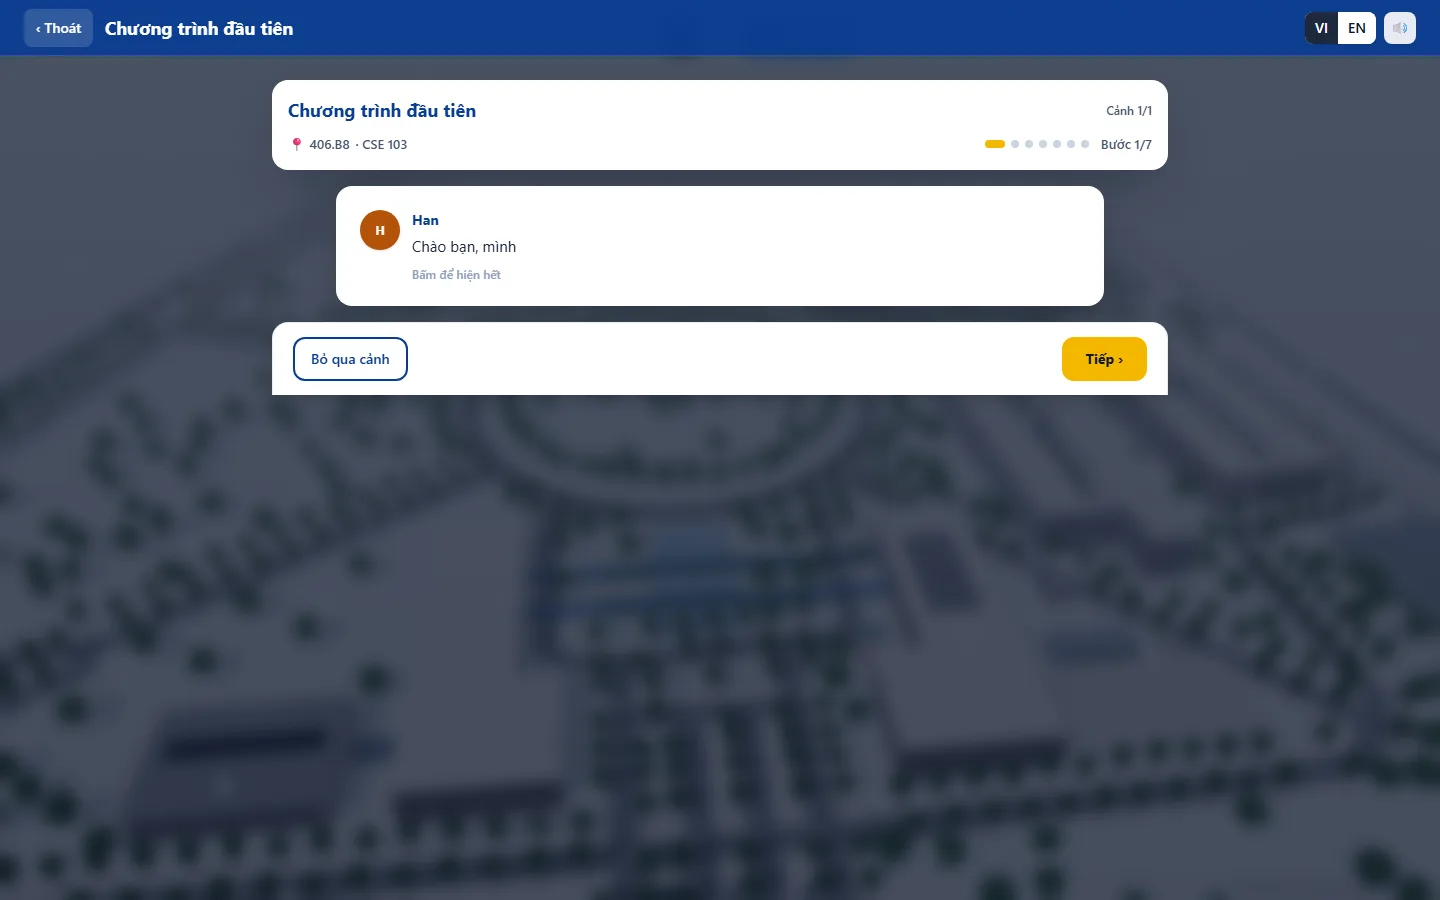 ‹ Thoát
Chương trình đầu tiên
VI
EN
Chương trình đầu tiên
Cảnh 1/1
406.B8 · CSE 103
Bước 1/7
H
Han
Chào bạn, mình
Bấm để hiện hết
Bỏ qua cảnh
Tiếp ›